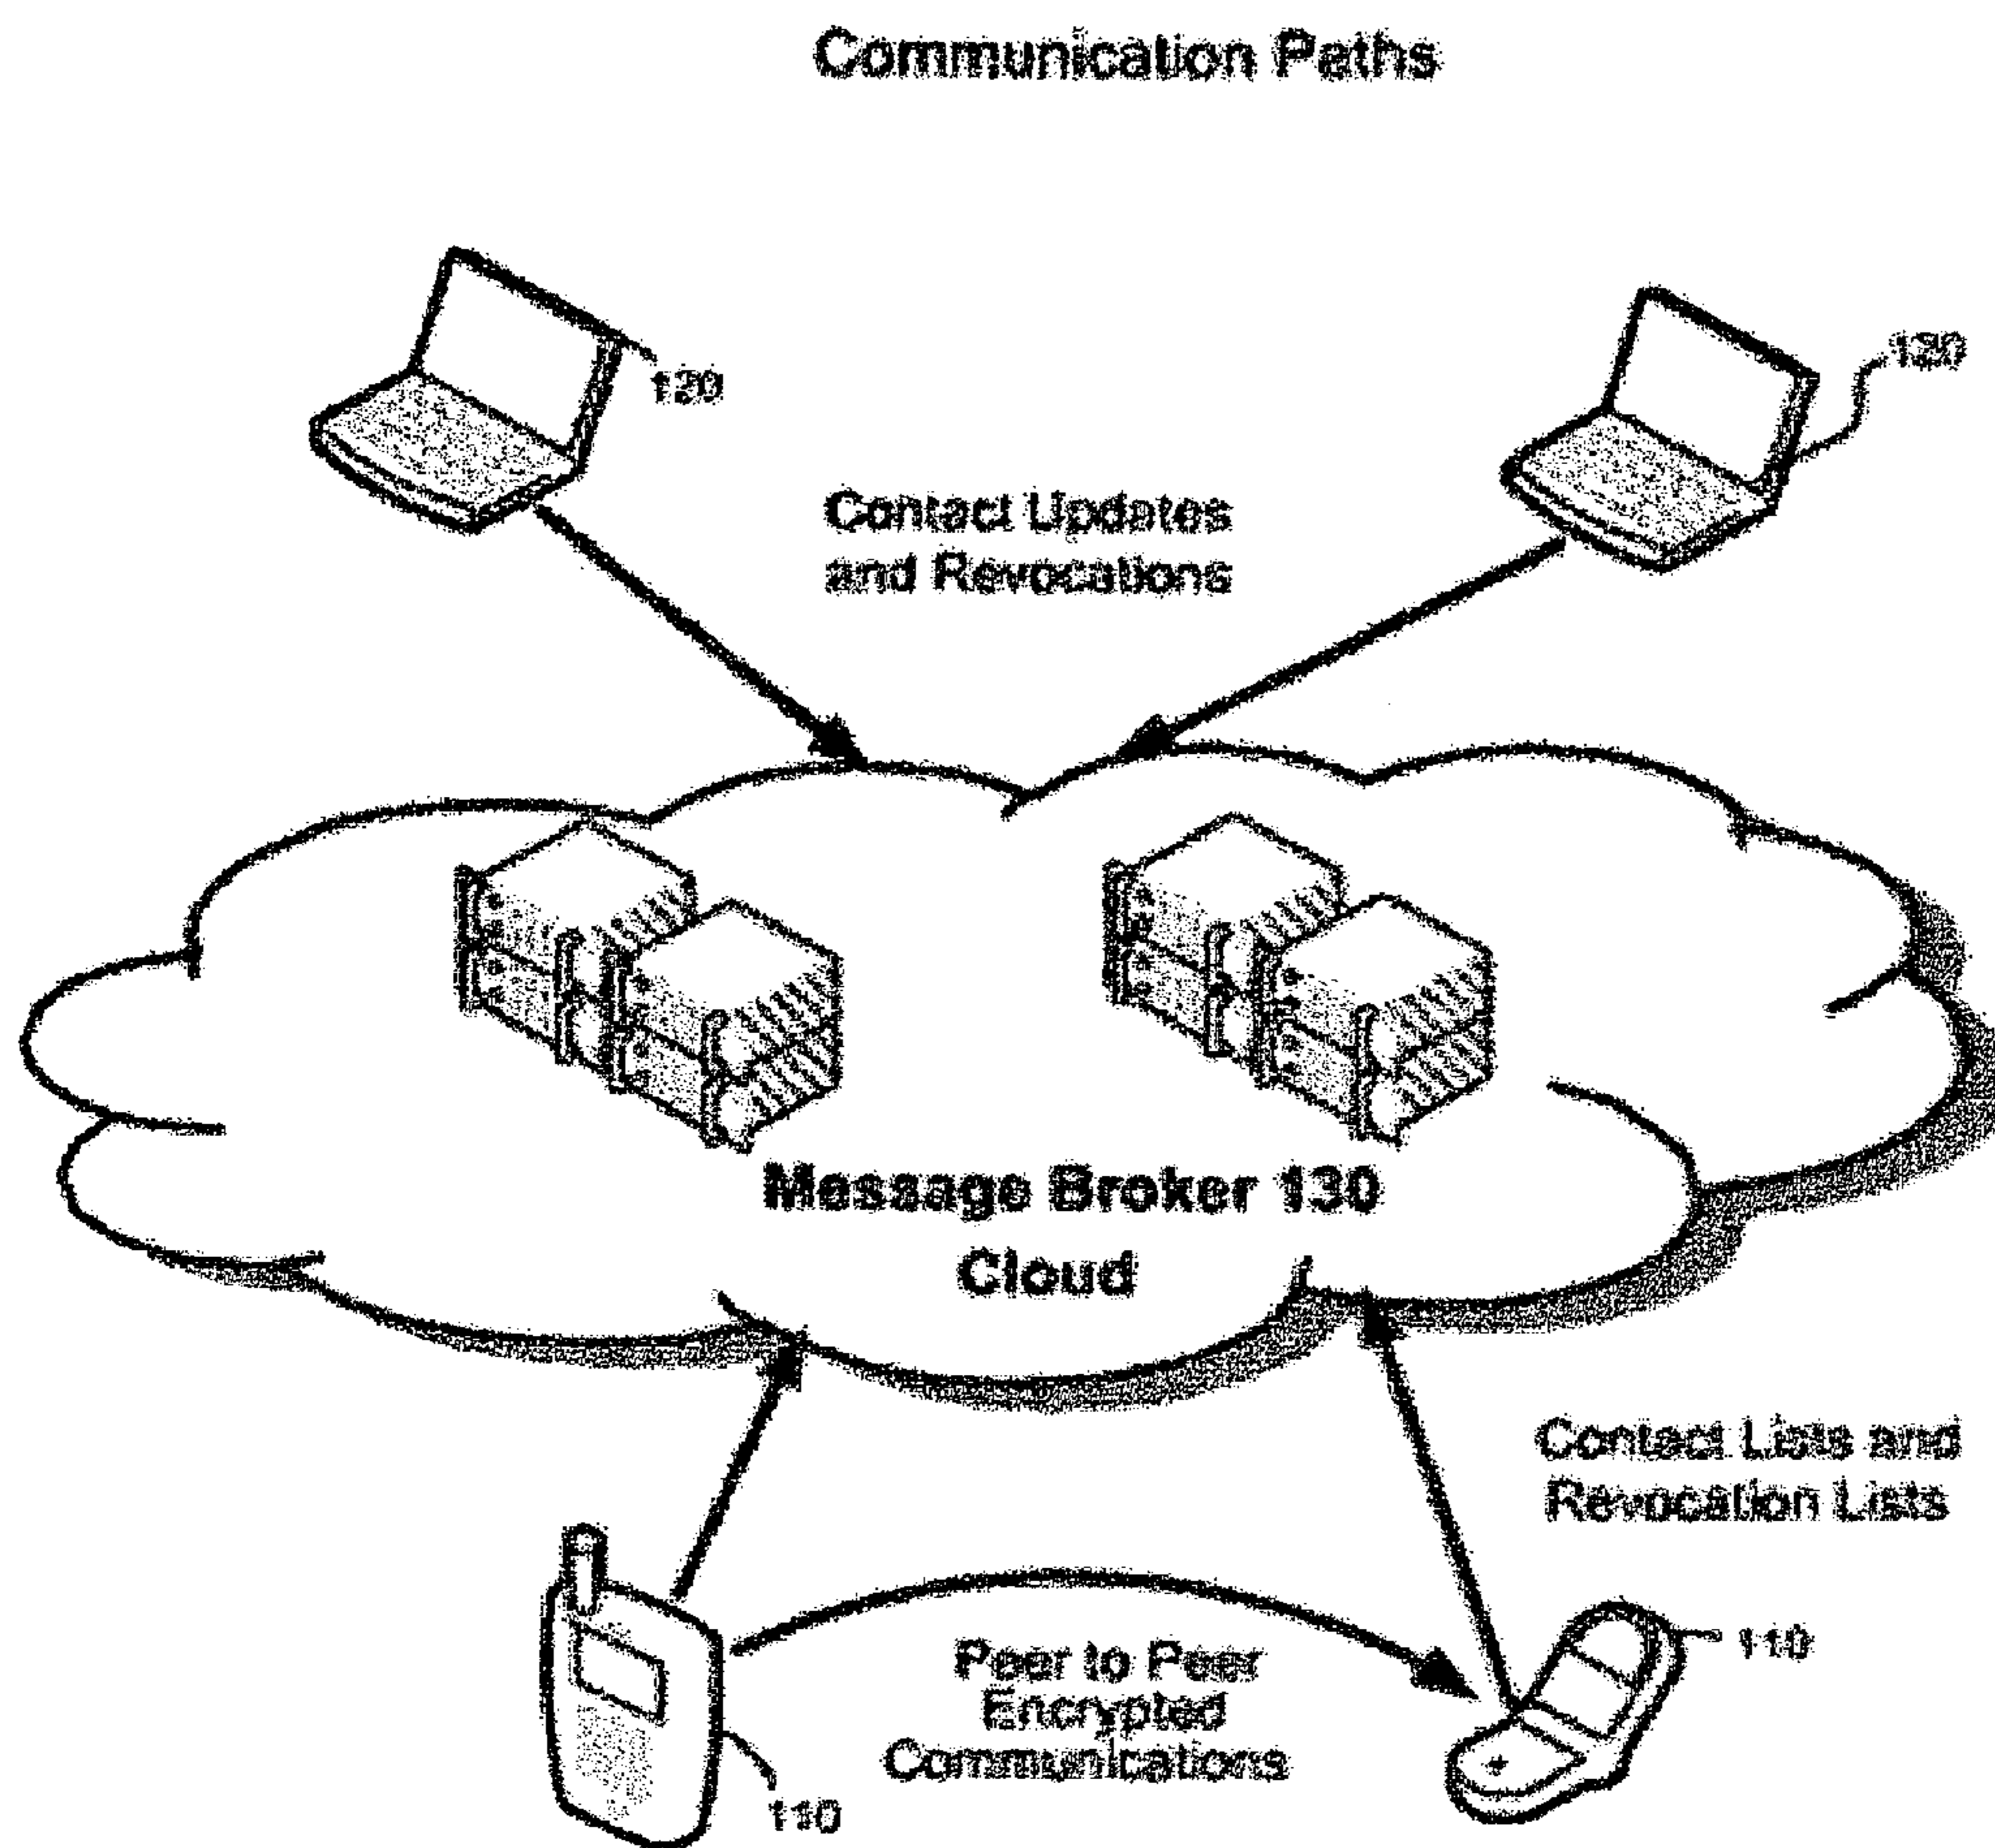 Communication Paths
120
120
Contact Updates
and Revocations
Message Broker 130
Cloud
Contact Lists and
Revocation Lists
110
Peer to Peer
Encrypted
Communications
110